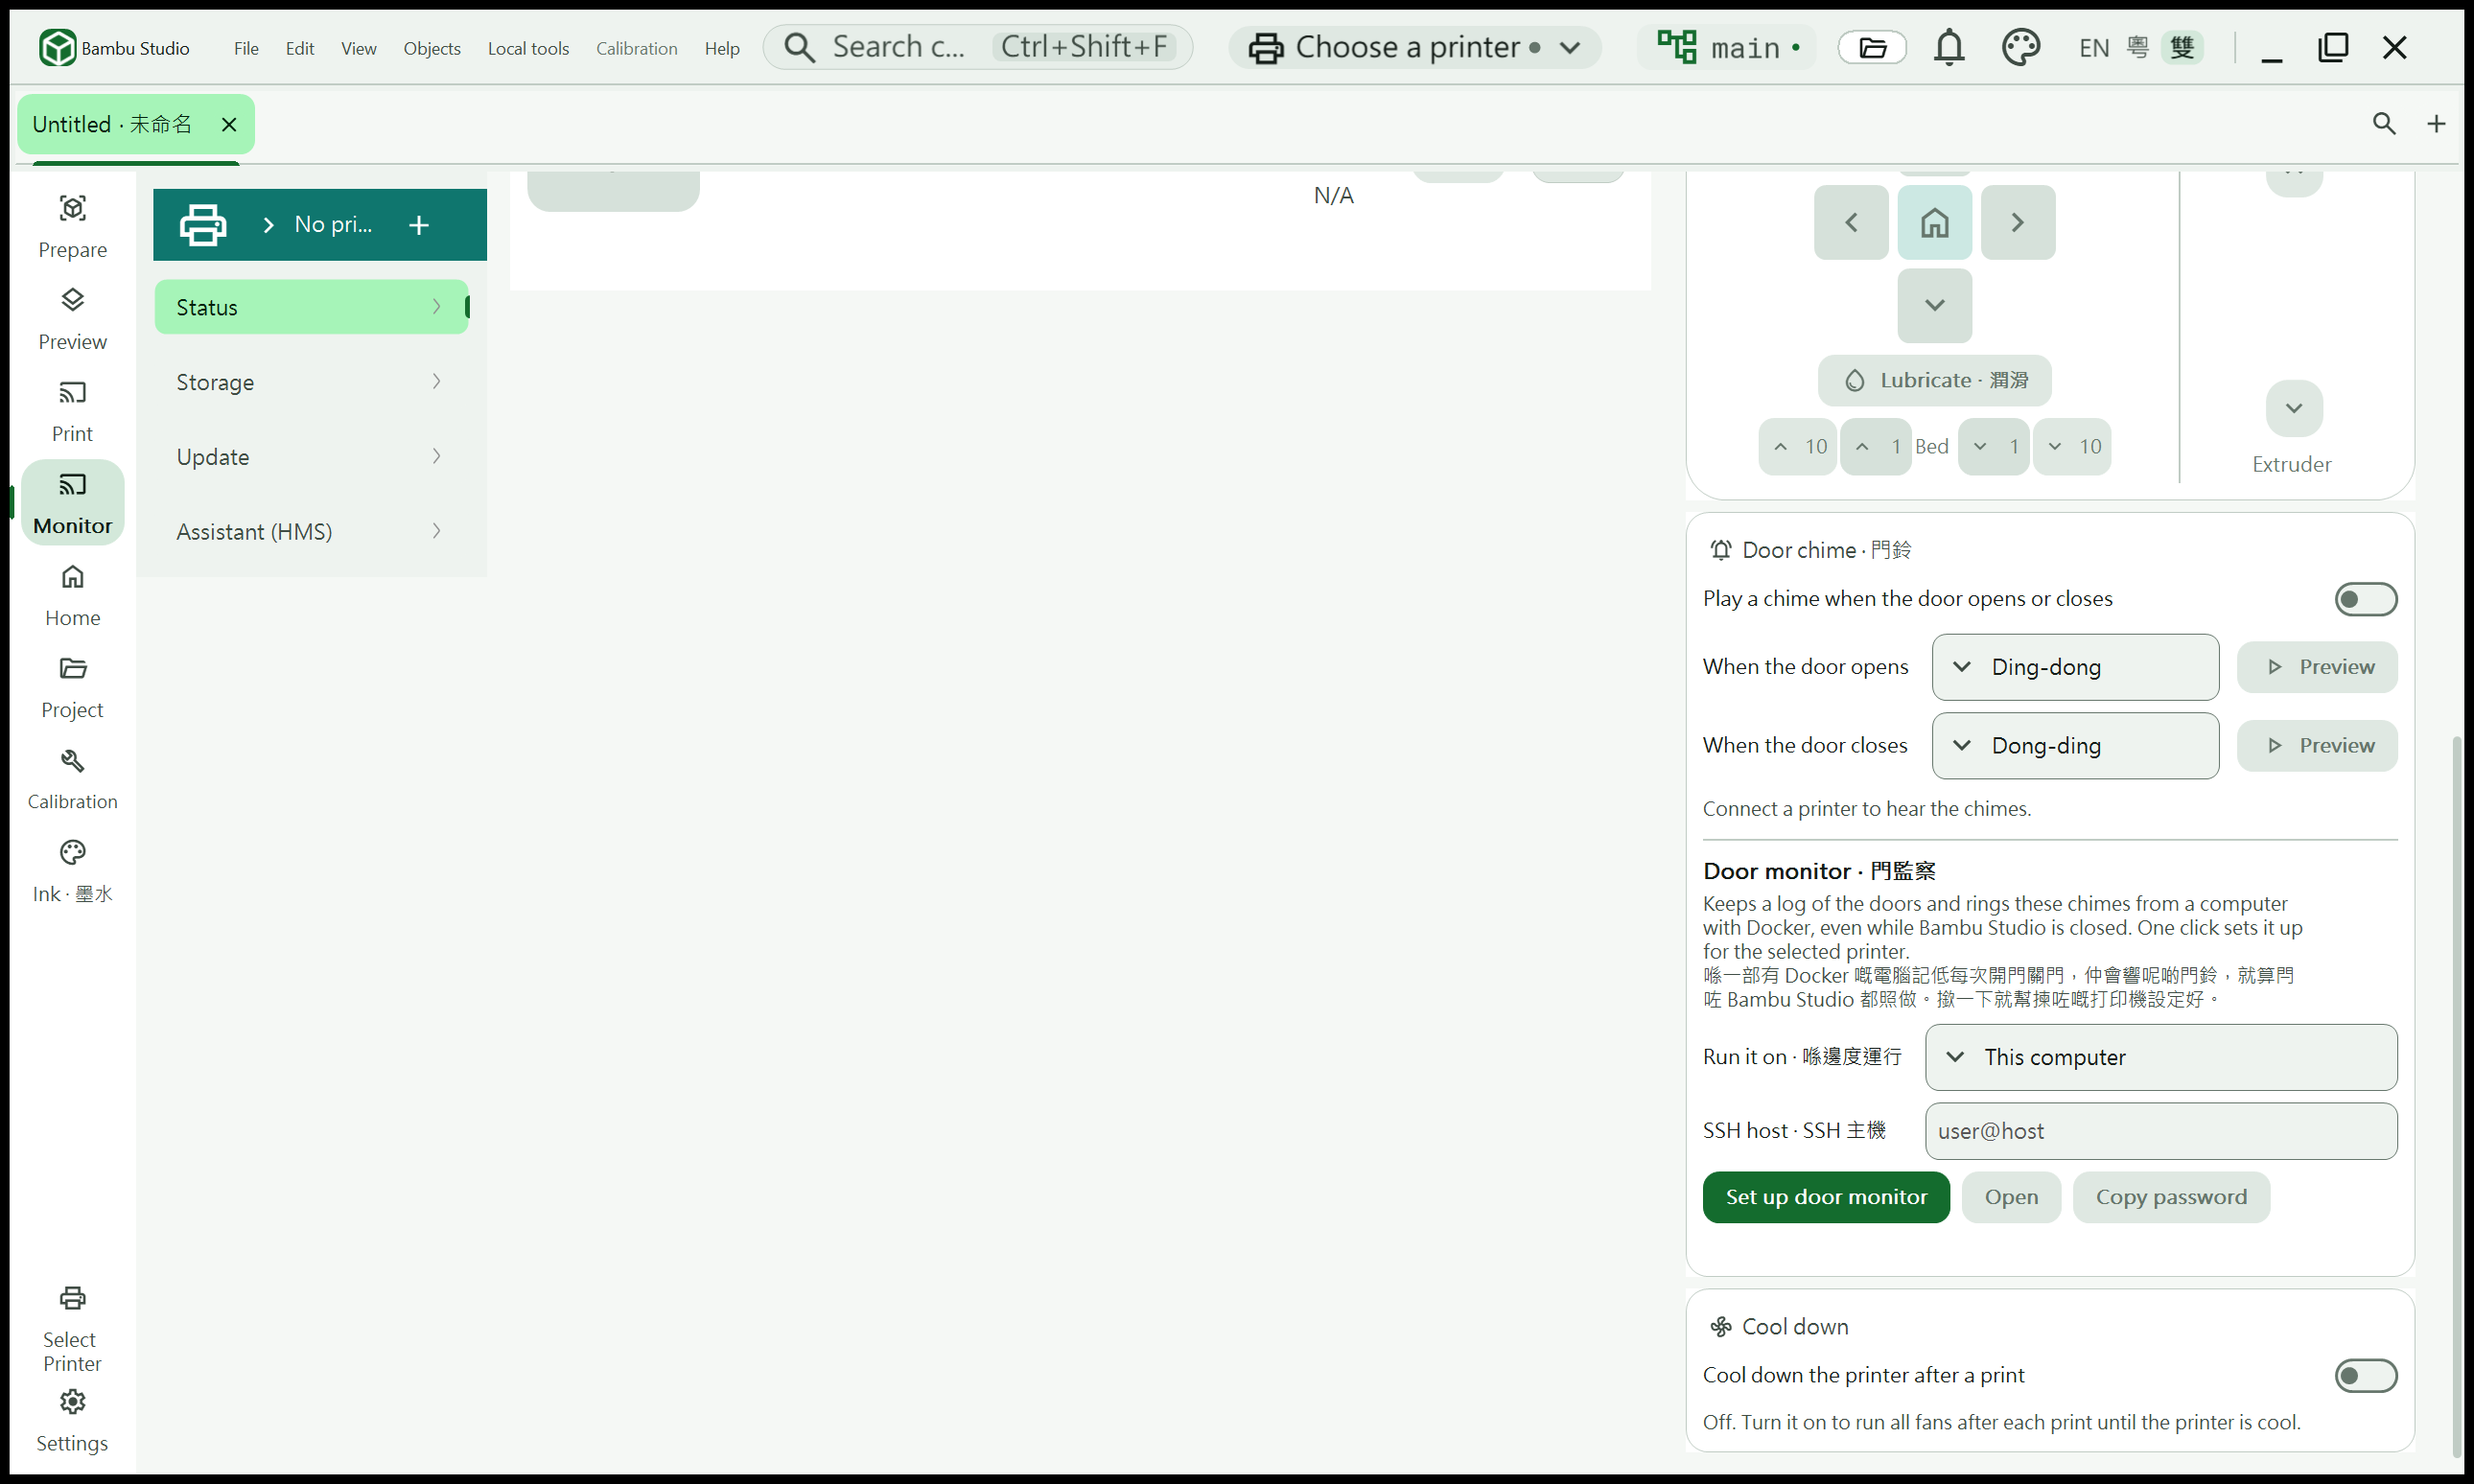 Bambu Studio File Edit View Objects Local tools Calibration Help Search c... Ctrl+Shift+F Choose a printer main EN 粵 雙
Untitled · 未命名
Prepare
Preview
Print
Monitor
Home
Project
Calibration
Ink · 墨水
Select
Printer
Settings
No pri...
Status
Storage
Update
Assistant (HMS)
N/A
Lubricate · 潤滑
10 1 Bed 1 10
Extruder
Door chime · 門鈴
Play a chime when the door opens or closes
When the door opens Ding-dong Preview
When the door closes Dong-ding Preview
Connect a printer to hear the chimes.
Door monitor · 門監察
Keeps a log of the doors and rings these chimes from a computer
with Docker, even while Bambu Studio is closed. One click sets it up
for the selected printer.
喺一部有 Docker 嘅電腦記低每次開門關門，仲會響呢啲門鈴，就算閂
咗 Bambu Studio 都照做。撳一下就幫揀咗嘅打印機設定好。
Run it on · 喺邊度運行 This computer
SSH host · SSH 主機 user@host
Set up door monitor Open Copy password
Cool down
Cool down the printer after a print
Off. Turn it on to run all fans after each print until the printer is cool.